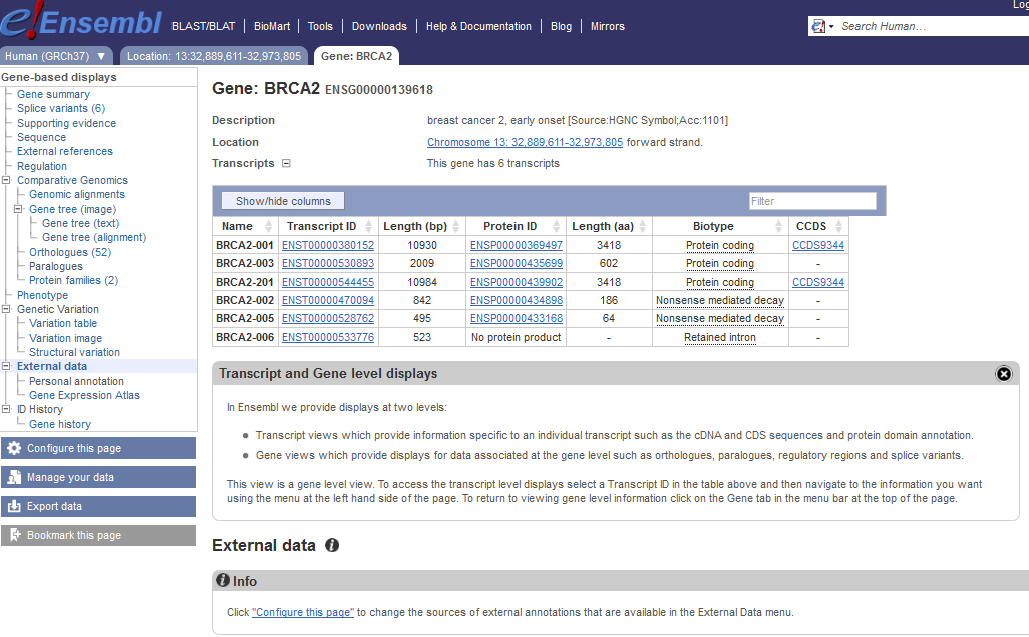 Log
e!Ensembl BLAST/BLAT BioMart Tools Downloads Help & Documentation Blog Mirrors
Search Human...
Human (GRCh37) ▼ Location: 13:32,889,611-32,973,805 Gene: BRCA2
Gene-based displays
Gene summary
Splice variants (6)
Supporting evidence
Sequence
External references
Regulation
Comparative Genomics
Genomic alignments
Gene tree (image)
Gene tree (text)
Gene tree (alignment)
Orthologues (52)
Paralogues
Protein families (2)
Phenotype
Genetic Variation
Variation table
Variation image
Structural variation
External data
Personal annotation
Gene Expression Atlas
ID History
Gene history
Configure this page
Manage your data
Export data
Bookmark this page
Gene: BRCA2 ENSG00000139618
Description breast cancer 2, early onset [Source:HGNC Symbol;Acc:1101]
Location Chromosome 13: 32,889,611-32,973,805 forward strand.
Transcripts This gene has 6 transcripts
Show/hide columns Filter
Name Transcript ID Length (bp) Protein ID Length (aa) Biotype CCDS
BRCA2-001 ENST00000380152 10930 ENSP00000369497 3418 Protein coding CCDS9344
BRCA2-003 ENST00000530893 2009 ENSP00000435699 602 Protein coding -
BRCA2-201 ENST00000544455 10984 ENSP00000439902 3418 Protein coding CCDS9344
BRCA2-002 ENST00000470094 842 ENSP00000434898 186 Nonsense mediated decay -
BRCA2-005 ENST00000528762 495 ENSP00000433168 64 Nonsense mediated decay -
BRCA2-006 ENST00000533776 523 No protein product - Retained intron -
Transcript and Gene level displays
In Ensembl we provide displays at two levels:
● Transcript views which provide information specific to an individual transcript such as the cDNA and CDS sequences and protein domain annotation.
● Gene views which provide displays for data associated at the gene level such as orthologues, paralogues, regulatory regions and splice variants.
This view is a gene level view. To access the transcript level displays select a Transcript ID in the table above and then navigate to the information you want
using the menu at the left hand side of the page. To return to viewing gene level information click on the Gene tab in the menu bar at the top of the page.
External data
Info
Click "Configure this page" to change the sources of external annotations that are available in the External Data menu.